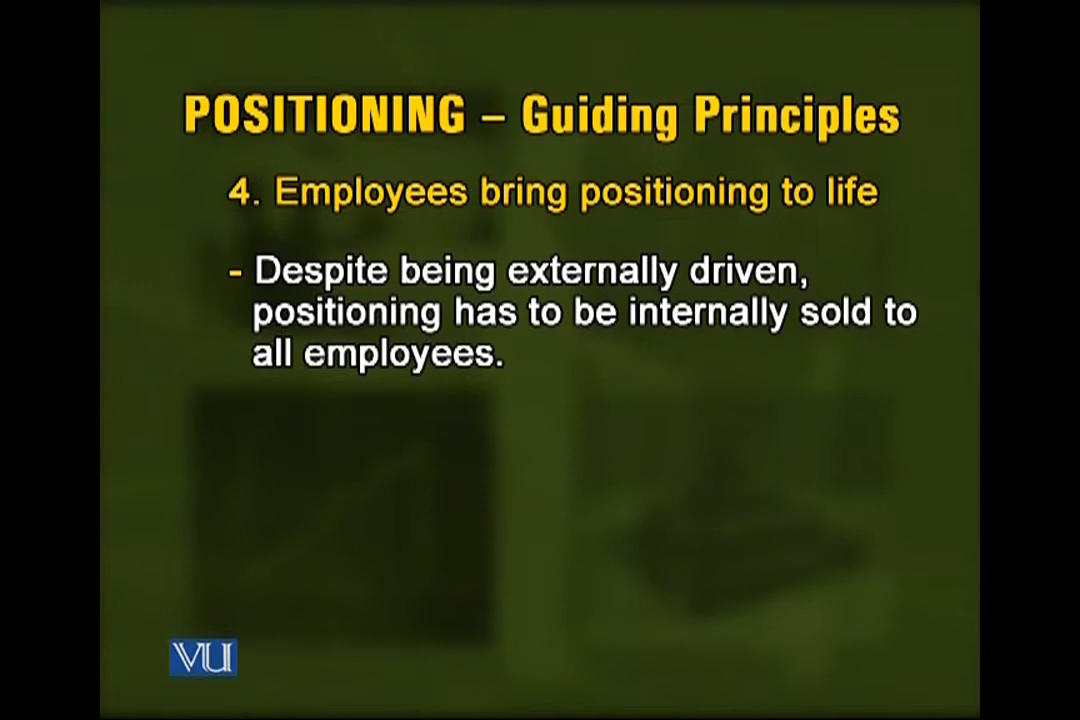 POSITIONING – Guiding Principles
4. Employees bring positioning to life
- Despite being externally driven,
positioning has to be internally sold to
all employees.
VU